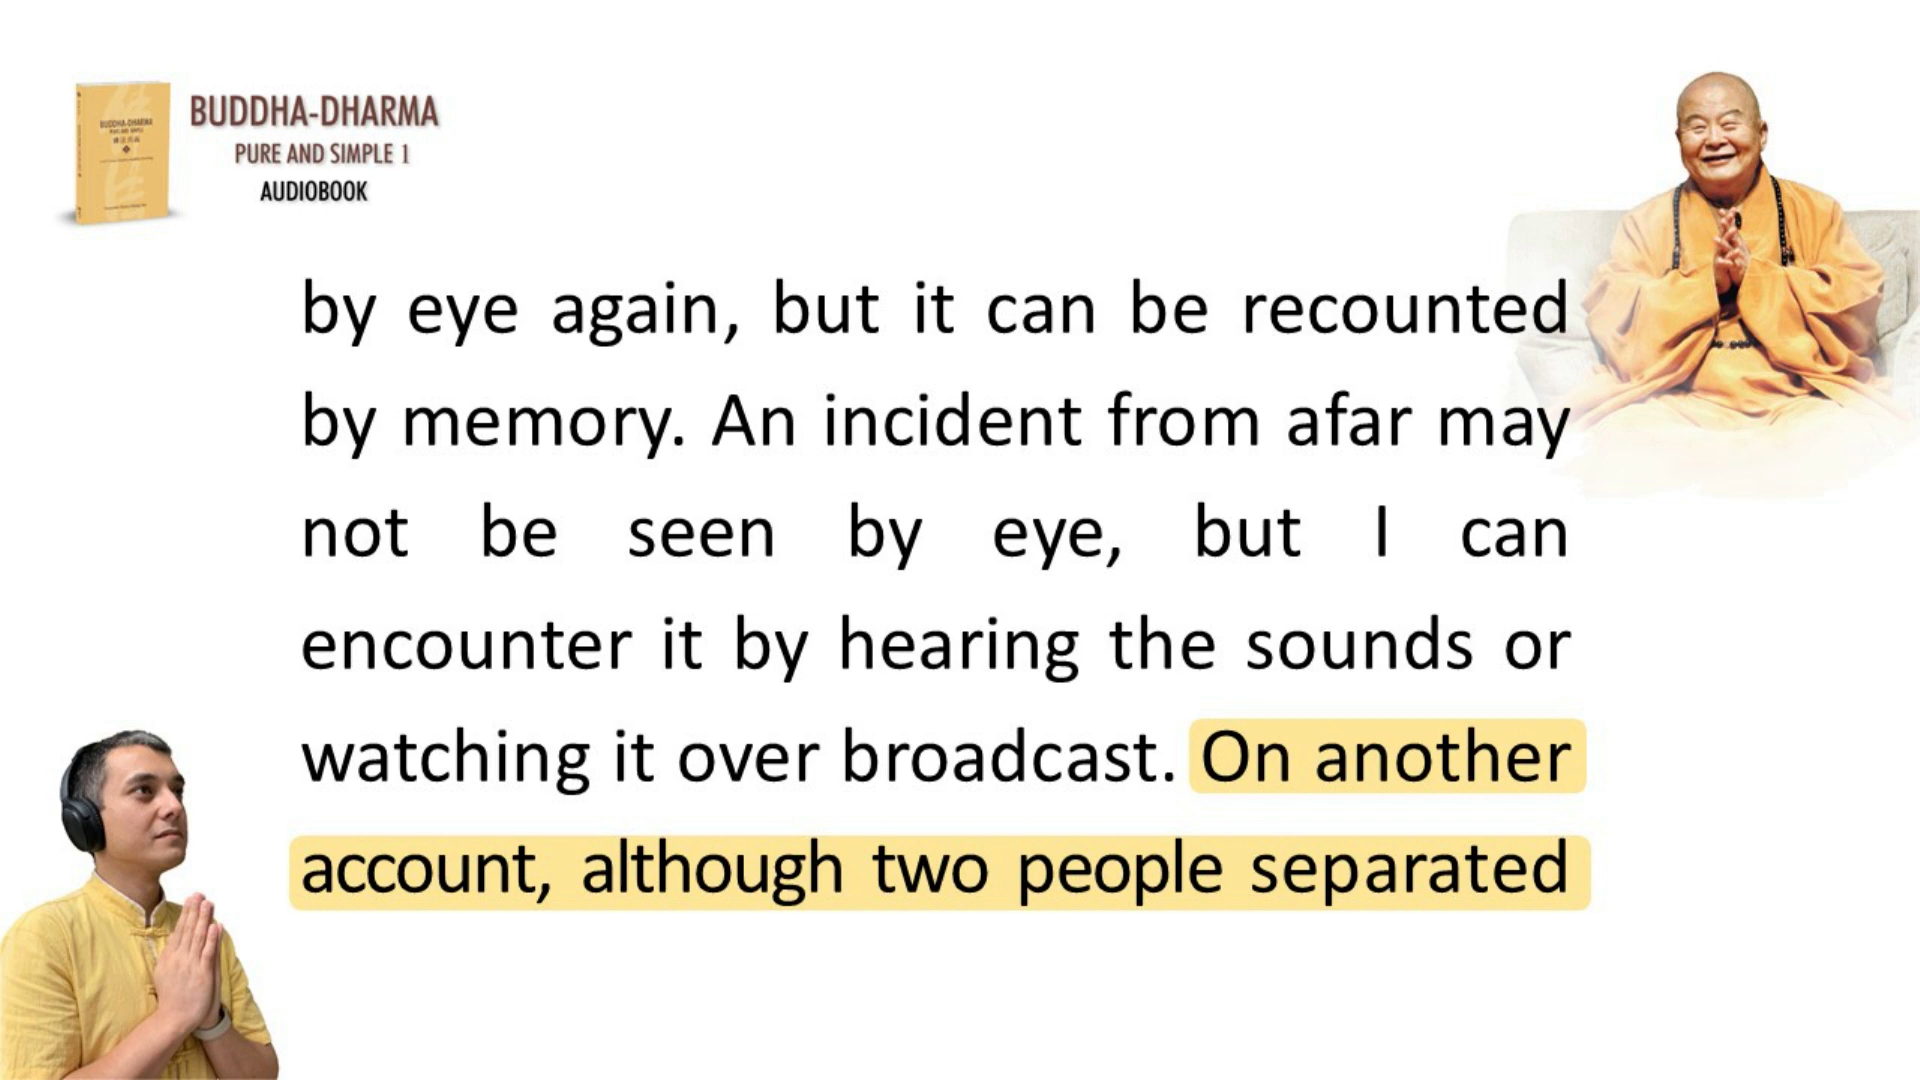 BUDDHA-DHARMA
PURE AND SIMPLE 1
AUDIOBOOK
BUDDHA-DHARMA
by eye again, but it can be recounted
by memory. An incident from afar may
not be seen by eye, but I can
encounter it by hearing the sounds or
watching it over broadcast. On another
account, although two people separated